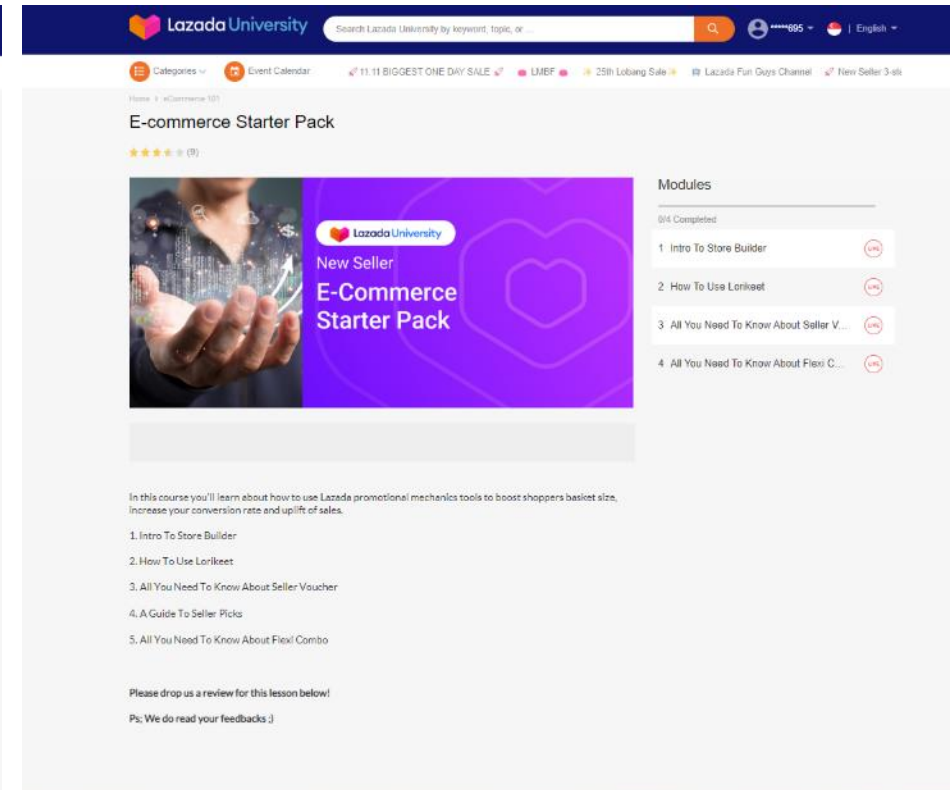 Lazada University
Search Lazada University by keyword, topic, or ...
*****695
| English
Categories
Event Calendar
11.11 BIGGEST ONE DAY SALE
LMBF
25th Lobang Sale
Lazada Fun Guys Channel
New Seller 3-ste
Home
eCommerce 101
E-commerce Starter Pack
(9)
Lazada University
New Seller
E-Commerce
Starter Pack
Modules
0/4 Completed
1 Intro To Store Builder
LIVE
2 How To Use Lorikeet
LIVE
3 All You Need To Know About Seller V...
LIVE
4 All You Need To Know About Flexi C...
LIVE
In this course you'll learn about how to use Lazada promotional mechanics tools to boost shoppers basket size,
increase your conversion rate and uplift of sales.
1. Intro To Store Builder
2. How To Use Lorikeet
3. All You Need To Know About Seller Voucher
4. A Guide To Seller Picks
5. All You Need To Know About Flexi Combo
Please drop us a review for this lesson below!
Ps; We do read your feedbacks ;)